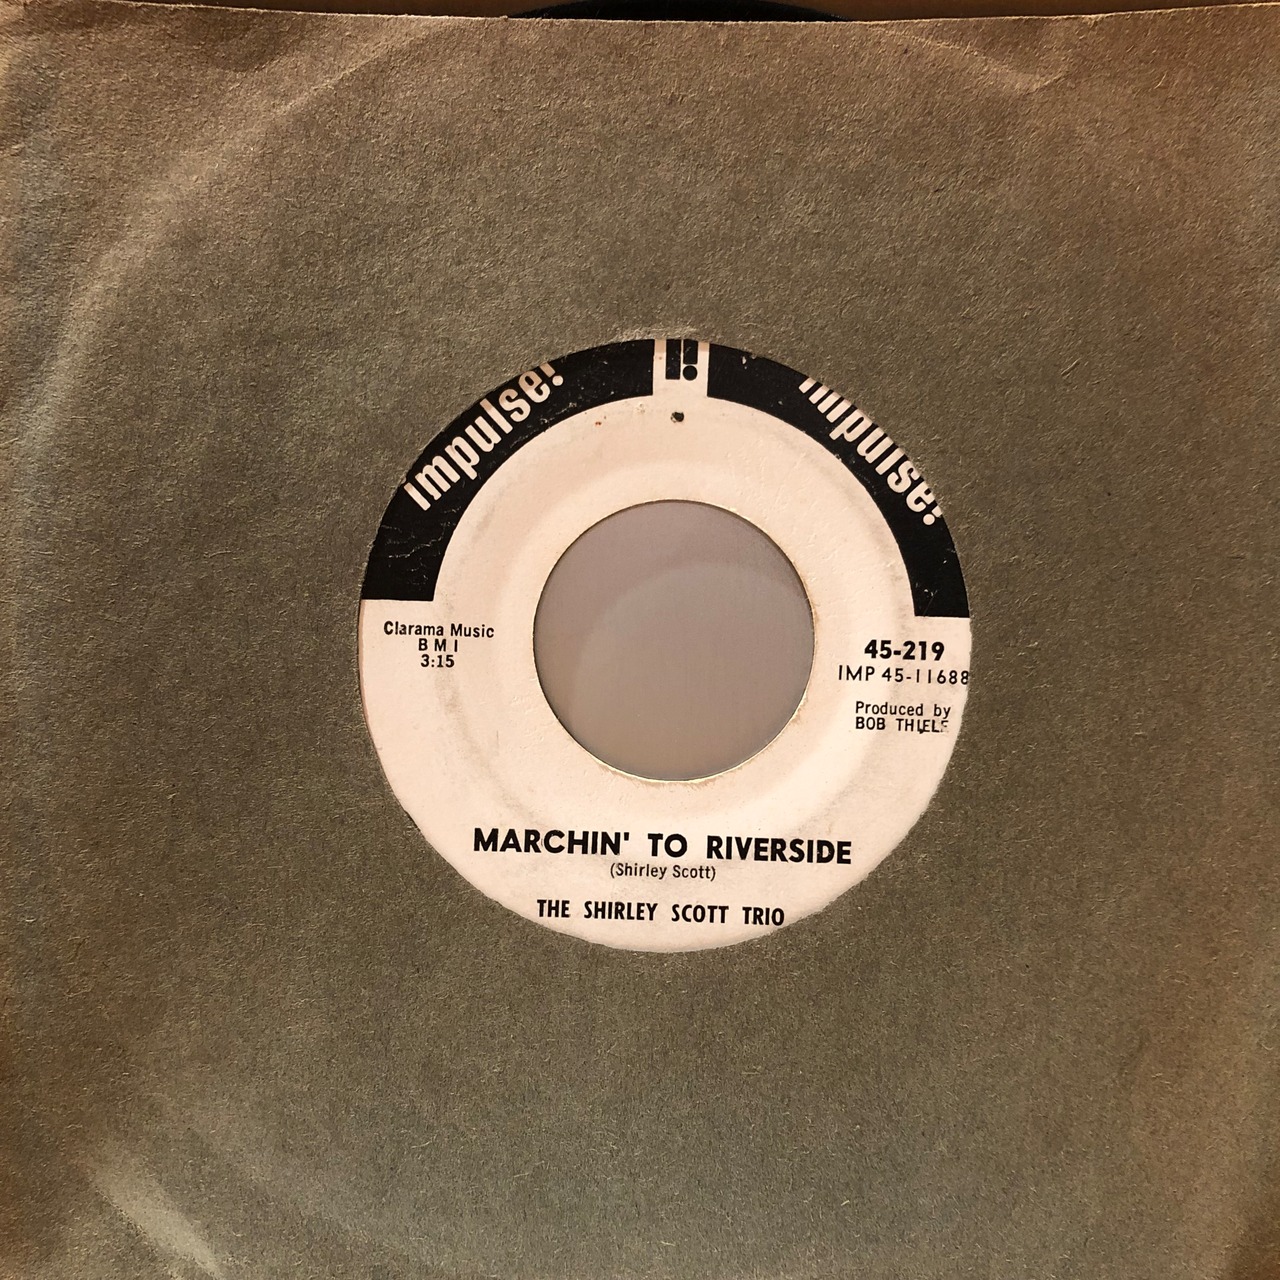 Impulse!
Impulse!
Clarama Music
B M I
3:15
45-219
IMP 45-11688
Produced by
BOB THIELE
MARCHIN' TO RIVERSIDE
(Shirley Scott)
THE SHIRLEY SCOTT TRIO